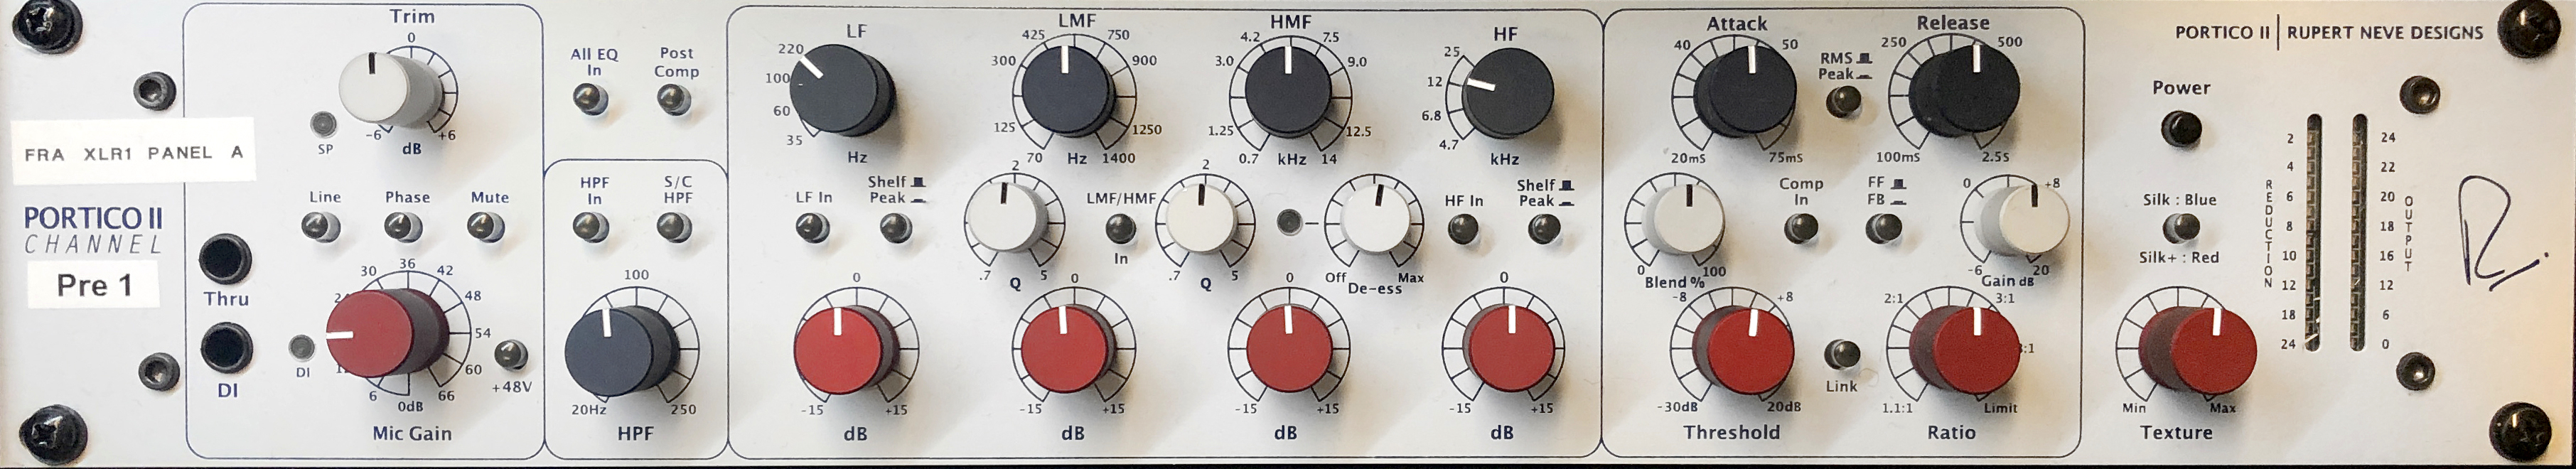 Trim
0
-6
+6
dB
SP
FRA XLR1 PANEL A
PORTICO II
CHANNEL
Pre 1
Line
Phase
Mute
Thru
DI
30
36
42
48
54
60
66
0dB
6
DI
+48V
Mic Gain
All EQ
In
Post
Comp
HPF
In
S/C
HPF
100
20Hz
250
HPF
LF
220
100
60
35
Hz
LMF
425
750
300
900
125
1250
70
Hz
1400
HMF
4.2
7.5
3.0
9.0
1.25
12.5
0.7
kHz
14
HF
25
12
6.8
4.7
kHz
LF In
Shelf
Peak
2
.7
5
Q
LMF/HMF
In
2
.7
5
Q
Off
Max
De-ess
HF In
Shelf
Peak
0
-15
+15
dB
0
-15
+15
dB
0
-15
+15
dB
0
-15
+15
dB
Attack
40
50
20mS
75mS
RMS
Peak
Release
250
500
100mS
2.5S
0
100
Blend %
Comp
In
FF
FB
0
+8
-6
20
Gain dB
-8
+8
-30dB
20dB
Threshold
Link
2:1
3:1
:1
1.1:1
Limit
Ratio
PORTICO II | RUPERT NEVE DESIGNS
Power
Silk : Blue
Silk+ : Red
Min
Max
Texture
REDUCTION
2
4
6
8
10
12
18
24
24
22
20
18
16
12
6
0
OUTPUT